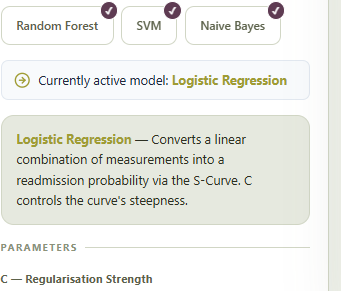 Random Forest SVM Naive Bayes
Currently active model: Logistic Regression
Logistic Regression — Converts a linear
combination of measurements into a
readmission probability via the S-Curve. C
controls the curve's steepness.
PARAMETERS
C — Regularisation Strength